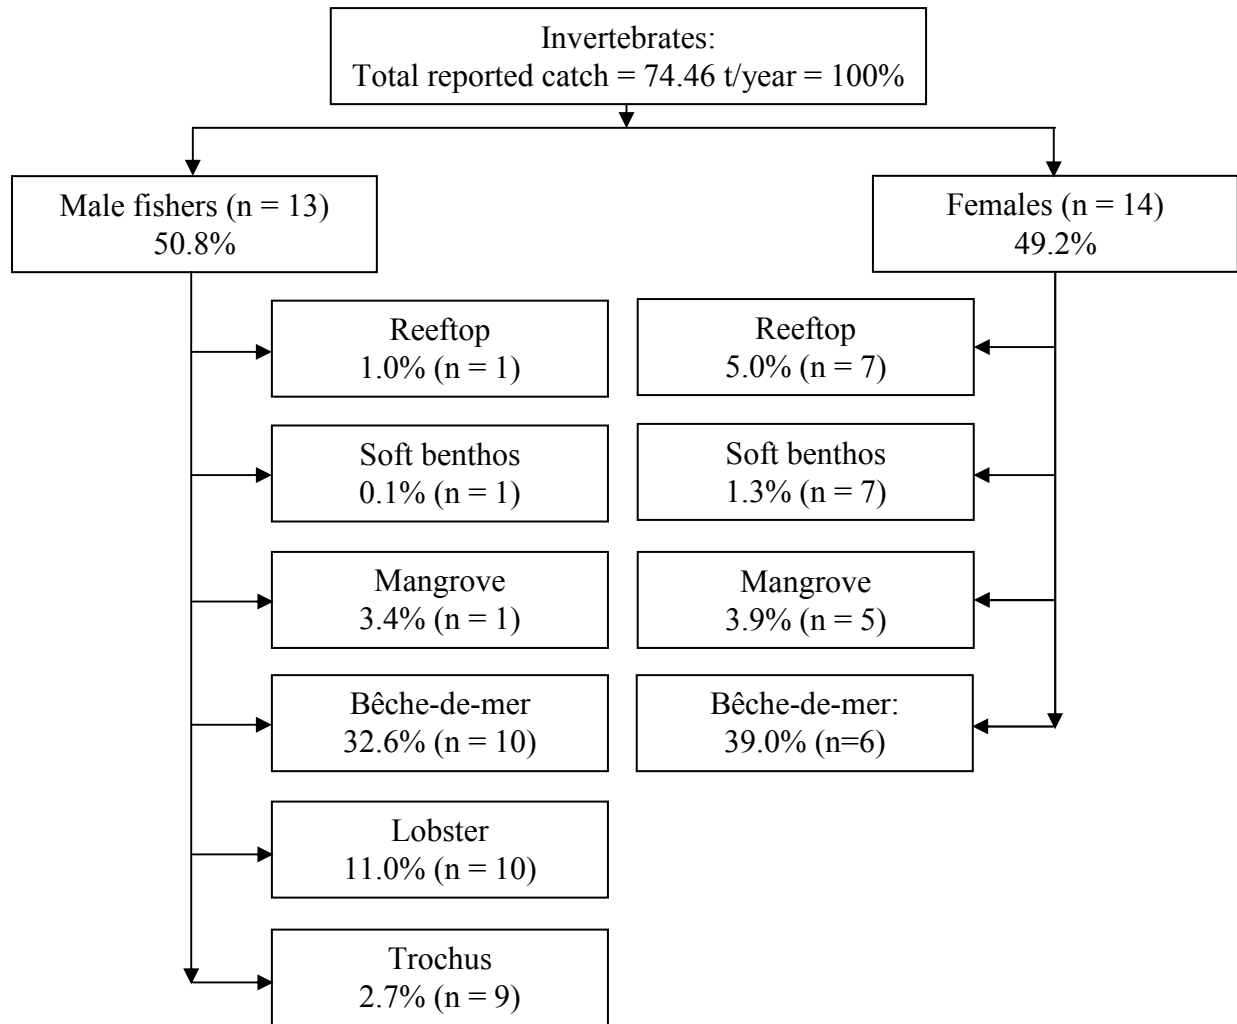 Invertebrates:
Total reported catch = 74.46 t/year = 100%
Male fishers (n = 13)
50.8%
Females (n = 14)
49.2%
Reeftop
1.0% (n = 1)
Reeftop
5.0% (n = 7)
Soft benthos
0.1% (n = 1)
Soft benthos
1.3% (n = 7)
Mangrove
3.4% (n = 1)
Mangrove
3.9% (n = 5)
Bêche-de-mer
32.6% (n = 10)
Bêche-de-mer:
39.0% (n=6)
Lobster
11.0% (n = 10)
Trochus
2.7% (n = 9)